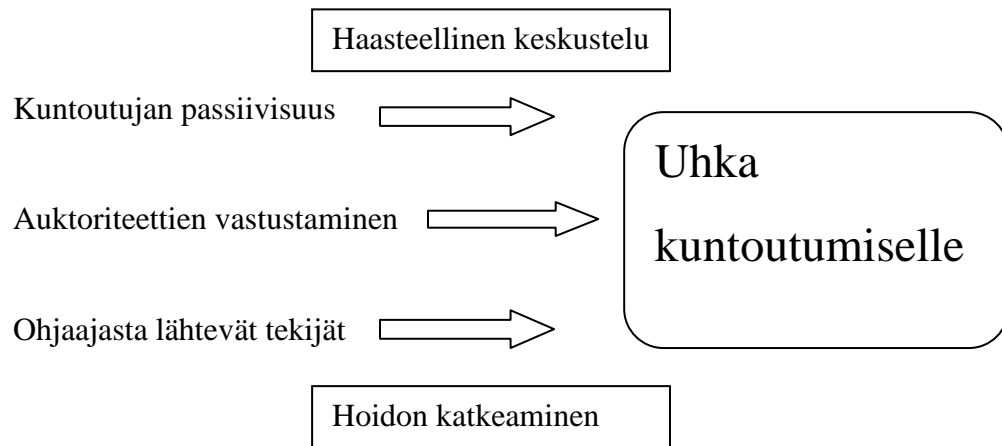 Haasteellinen keskustelu
Kuntoutujan passiivisuus
Auktoriteettien vastustaminen
Ohjaajasta lähtevät tekijät
Uhka
kuntoutumiselle
Hoidon katkeaminen